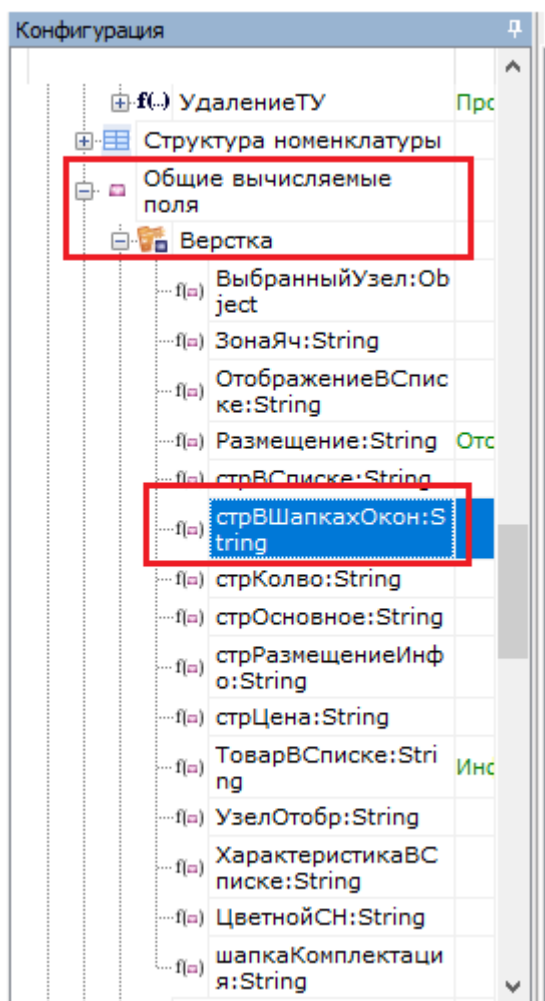 Конфигурация
f(..) УдалениеТУ Про
Структура номенклатуры
Общие вычисляемые
поля
Верстка
f(=) ВыбранныйУзел:Ob
ject
f(=) ЗонаЯч:String
f(=) ОтображениеВСпис
ке:String
f(=) Размещение:String Отс
f(=) стрВСписке:String
f(=) стрВШапкахОкон:S
tring
f(=) стрКолво:String
f(=) стрОсновное:String
f(=) стрРазмещениеИнф
о:String
f(=) стрЦена:String
f(=) ТоварВСписке:Stri
ng Инс
f(=) УзелОтобр:String
f(=) ХарактеристикаВС
писке:String
f(=) ЦветнойСН:String
f(=) шапкаКомплектаци
я:String